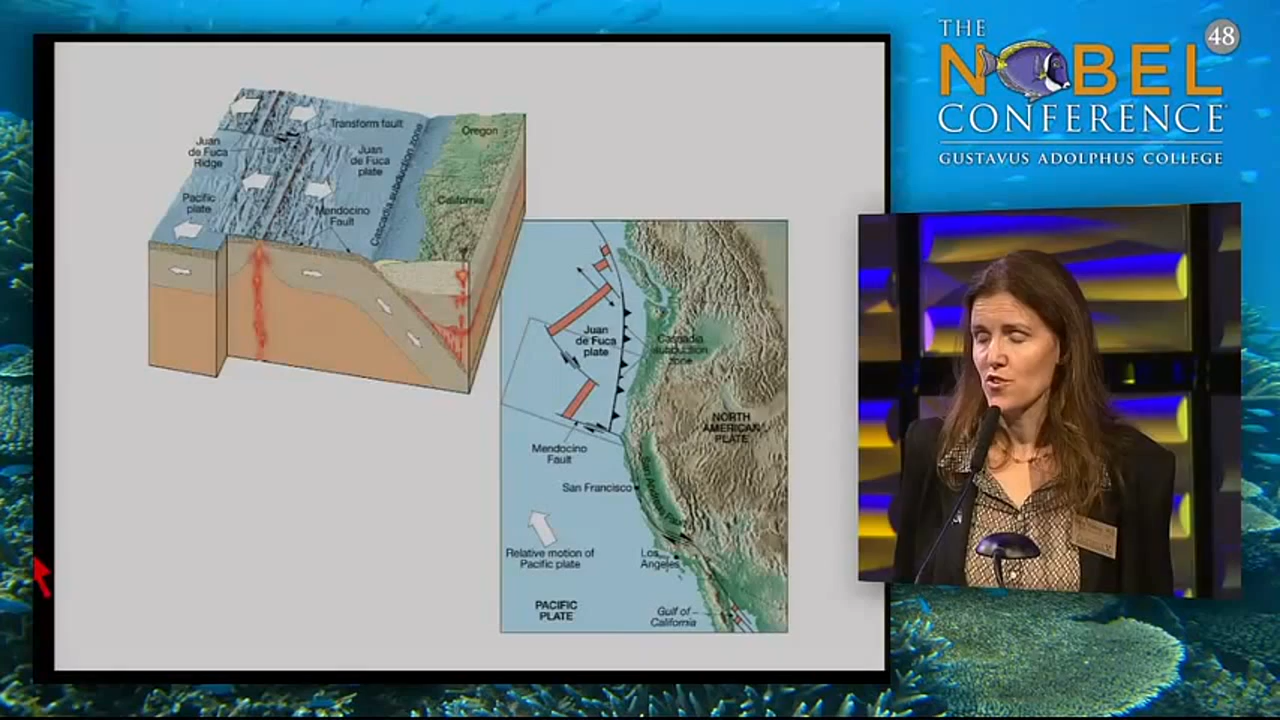 THE
48
NOBEL
CONFERENCE
GUSTAVUS ADOLPHUS COLLEGE
Transform fault
Oregon
Juan
de Fuca
Ridge
Juan
de Fuca
plate
Cascadia subduction zone
Pacific
plate
Mendocino
Fault
California
Juan
de Fuca
plate
Cascadia
subduction
zone
NORTH
AMERICAN
PLATE
Mendocino
Fault
San Francisco
San Andreas Fault
Relative motion of
Pacific plate
Los
Angeles
PACIFIC
PLATE
Gulf of
California